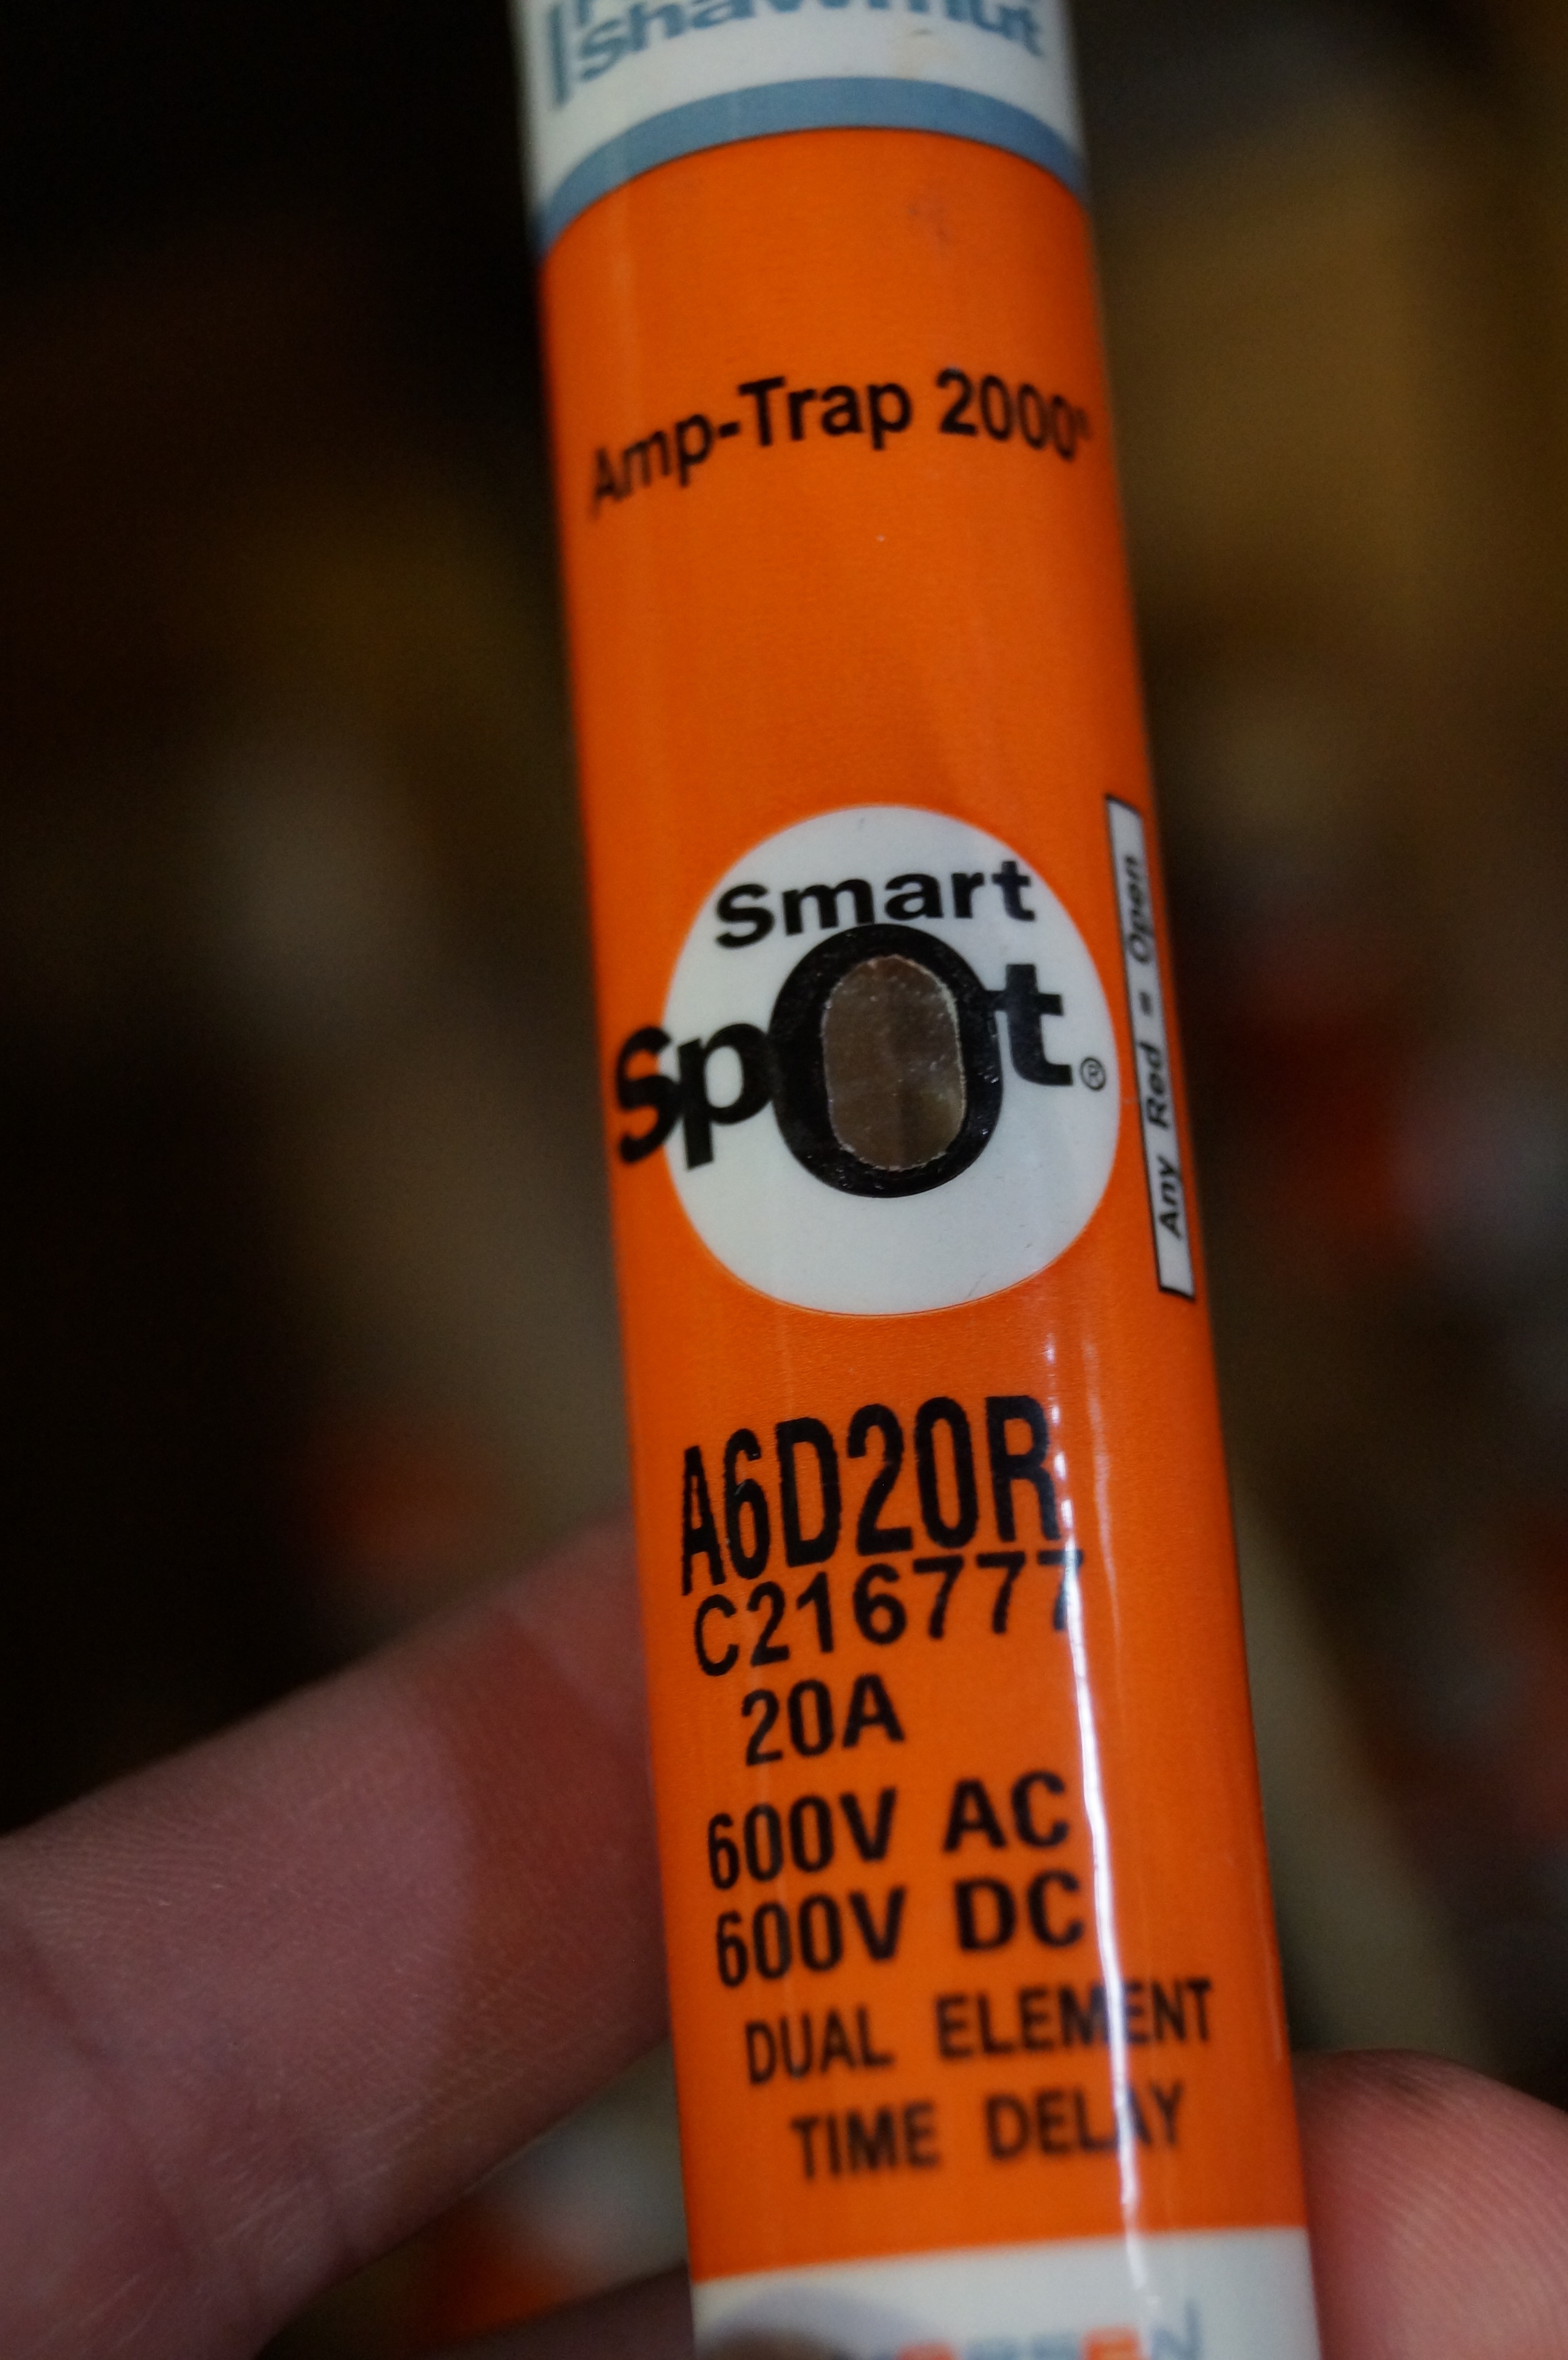 shawmut
Amp-Trap 2000®
Smart
Spot®
Any Red = Open
A6D20R
C216777
20A
600V AC
600V DC
DUAL ELEMENT
TIME DELAY